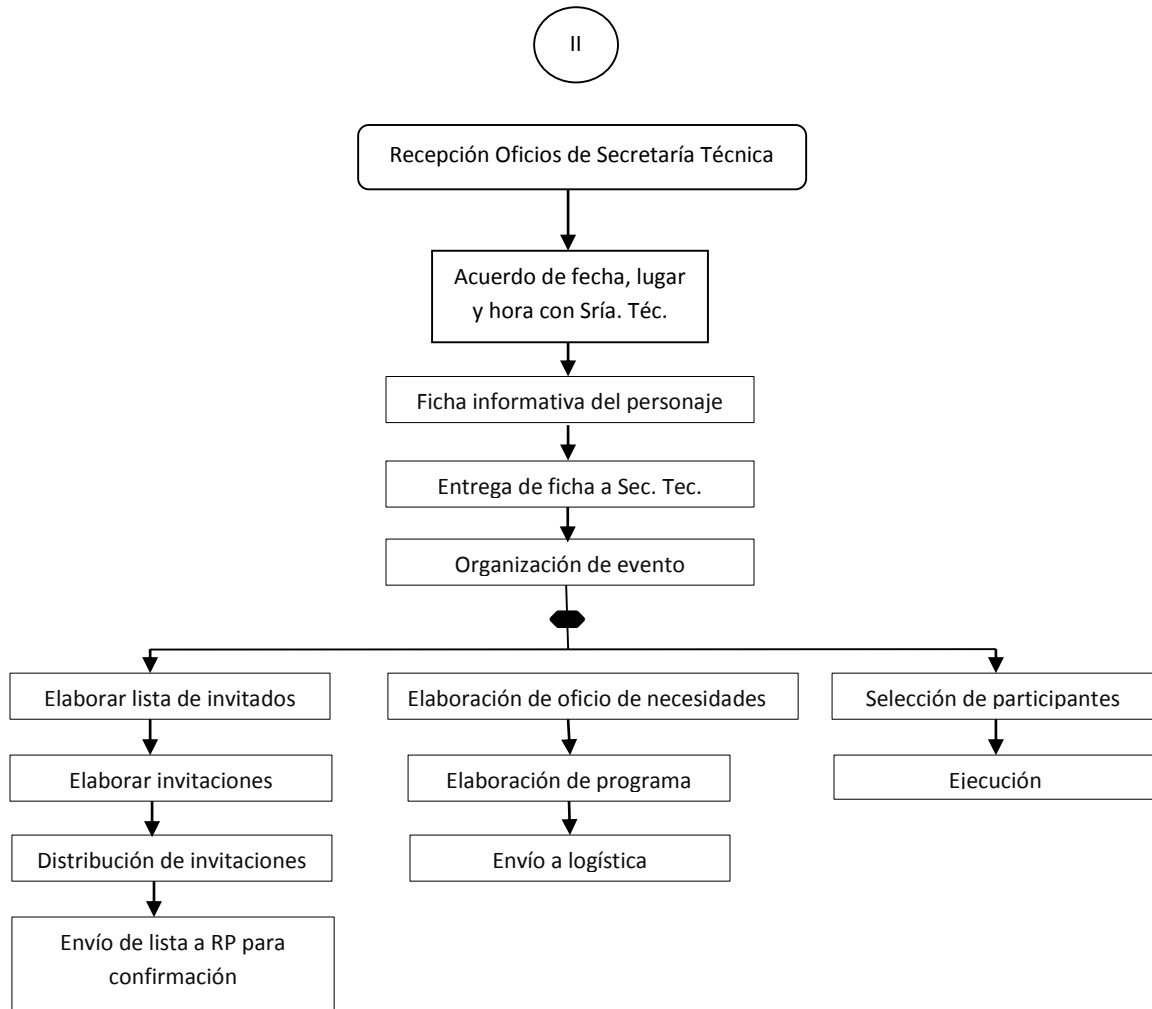 II
Recepción Oficios de Secretaría Técnica
Acuerdo de fecha, lugar
y hora con Sría. Téc.
Ficha informativa del personaje
Entrega de ficha a Sec. Tec.
Organización de evento
Elaborar lista de invitados
Elaboración de oficio de necesidades
Selección de participantes
Elaborar invitaciones
Elaboración de programa
Ejecución
Distribución de invitaciones
Envío a logística
Envío de lista a RP para
confirmación